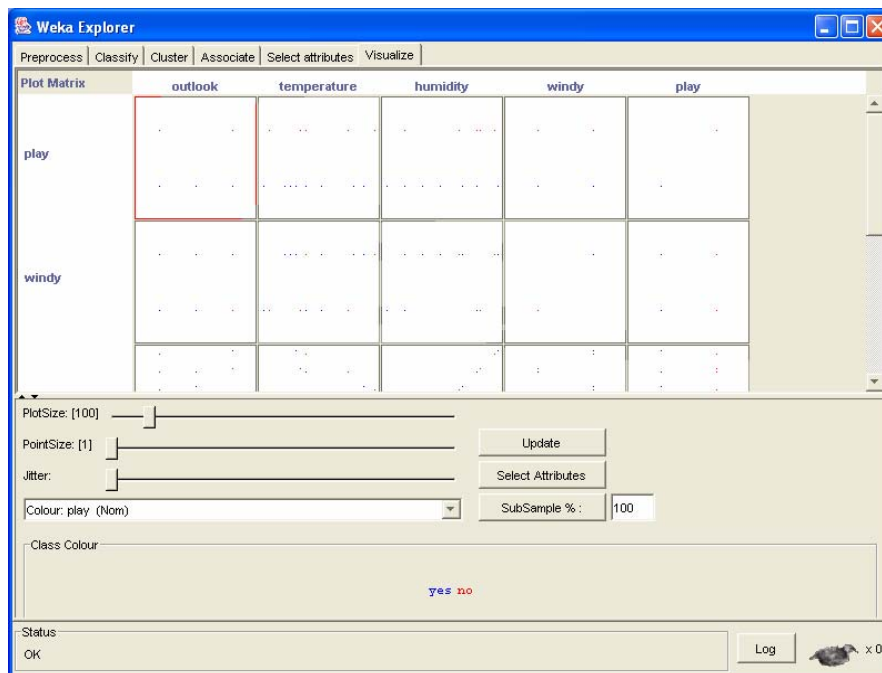 Weka Explorer
Preprocess Classify Cluster Associate Select attributes Visualize
Plot Matrix outlook temperature humidity windy play
play
windy
PlotSize: [100]
PointSize: [1] Update
Jitter: Select Attributes
Colour: play (Nom) SubSample % : 100
Class Colour
yes no
Status
OK Log x 0